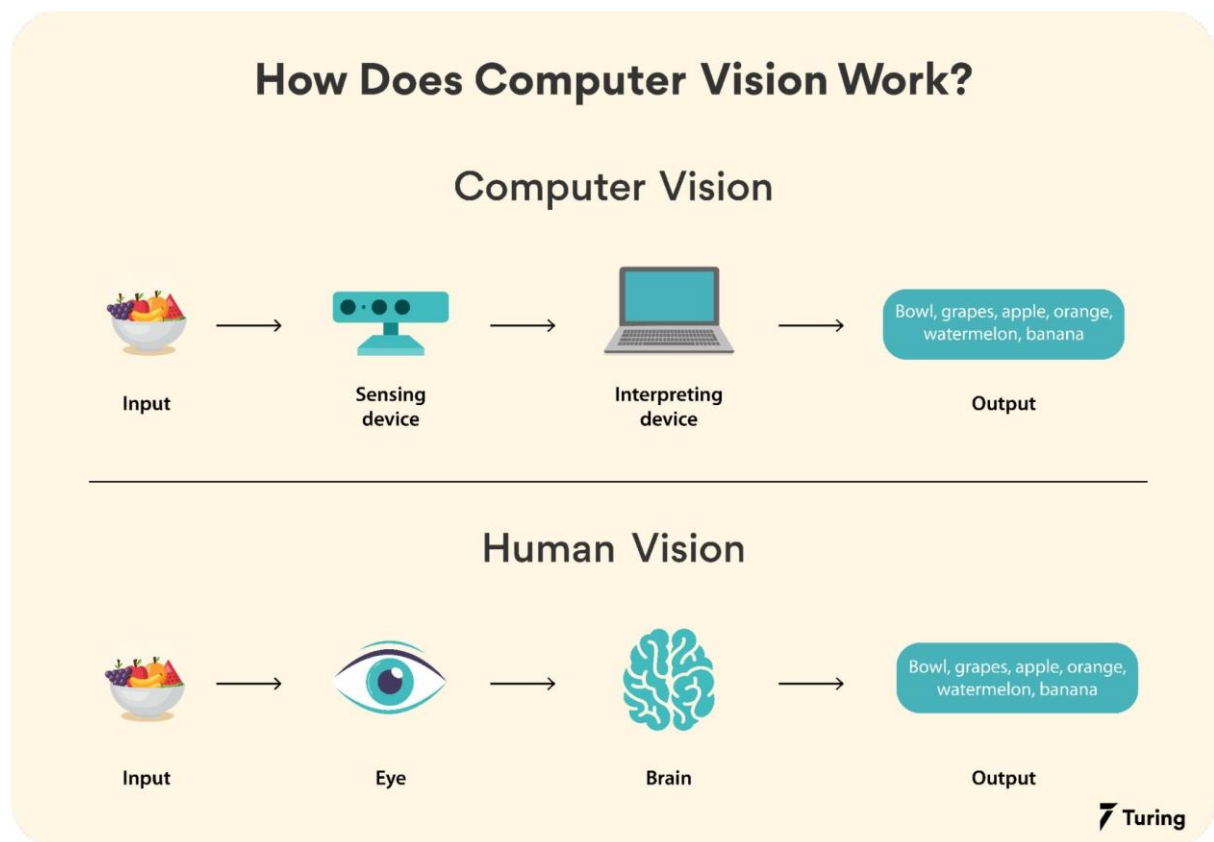 How Does Computer Vision Work?
Computer Vision
Bowl, grapes, apple, orange,
watermelon, banana
Input
Sensing
device
Interpreting
device
Output
Human Vision
Bowl, grapes, apple, orange,
watermelon, banana
Input
Eye
Brain
Output
Turing